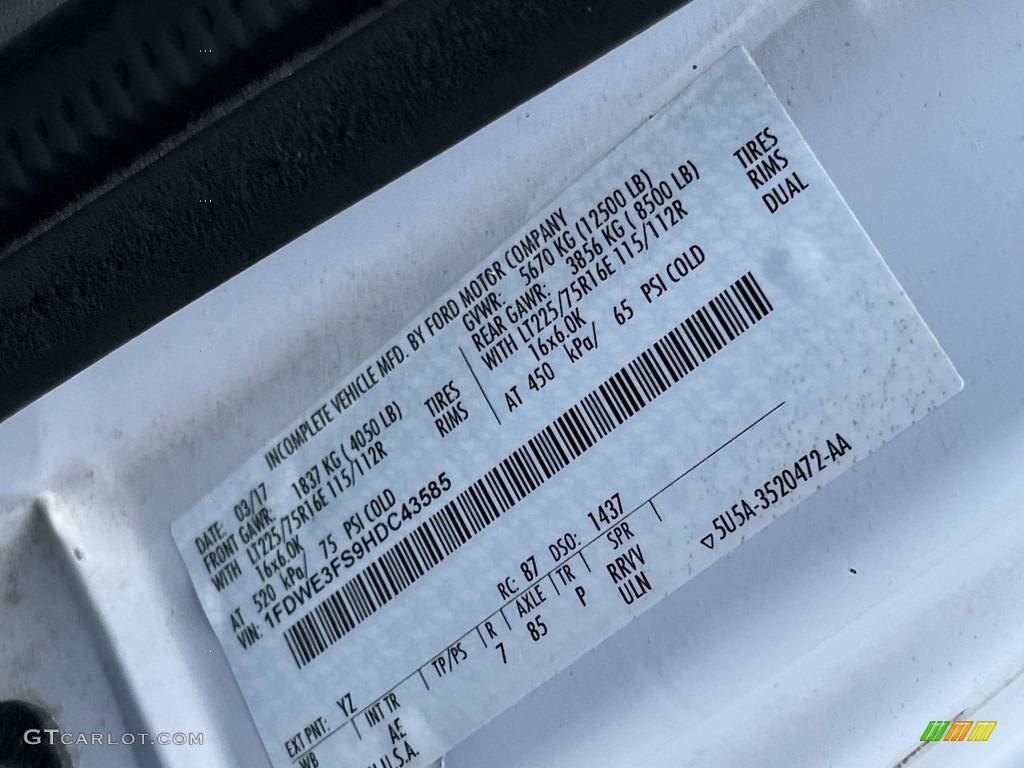 INCOMPLETE VEHICLE MFD. BY FORD MOTOR COMPANY
DATE: 03/17 GVWR: 5670 KG (12500 LB)
FRONT GAWR: 1837 KG ( 4050 LB) REAR GAWR: 3856 KG ( 8500 LB)
WITH LT225/75R16E 115/112R TIRES WITH LT225/75R16E 115/112R TIRES
16x6.0K RIMS 16x6.0K RIMS
AT 520 kPa/ 75 PSI COLD AT 450 kPa/ 65 PSI COLD DUAL
VIN: 1FDWE3FS9HDC43585
EXT PNT: YZ RC: 87 DSO: 1437
WB INT TR TP/PS R AXLE TR SPR
AE 7 85 P RRVV
U.S.A. ULN
5U5A-3520472-AA
GTCARLOT.COM